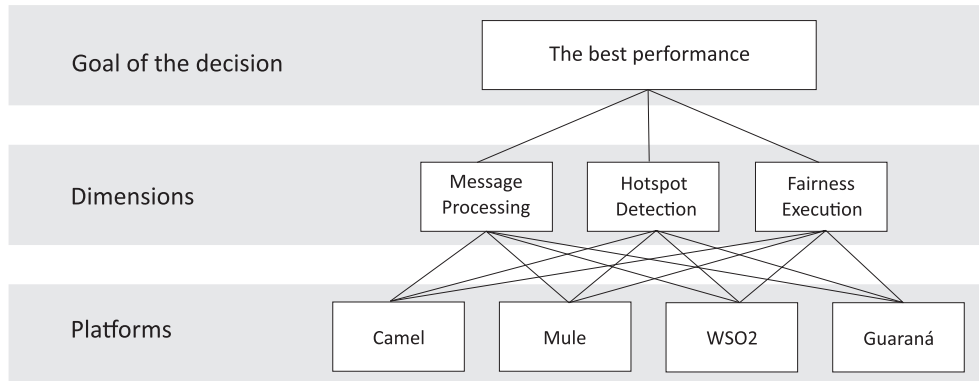 Goal of the decision
The best performance
Dimensions
Message
Processing
Hotspot
Detection
Fairness
Execution
Platforms
Camel
Mule
WSO2
Guaraná